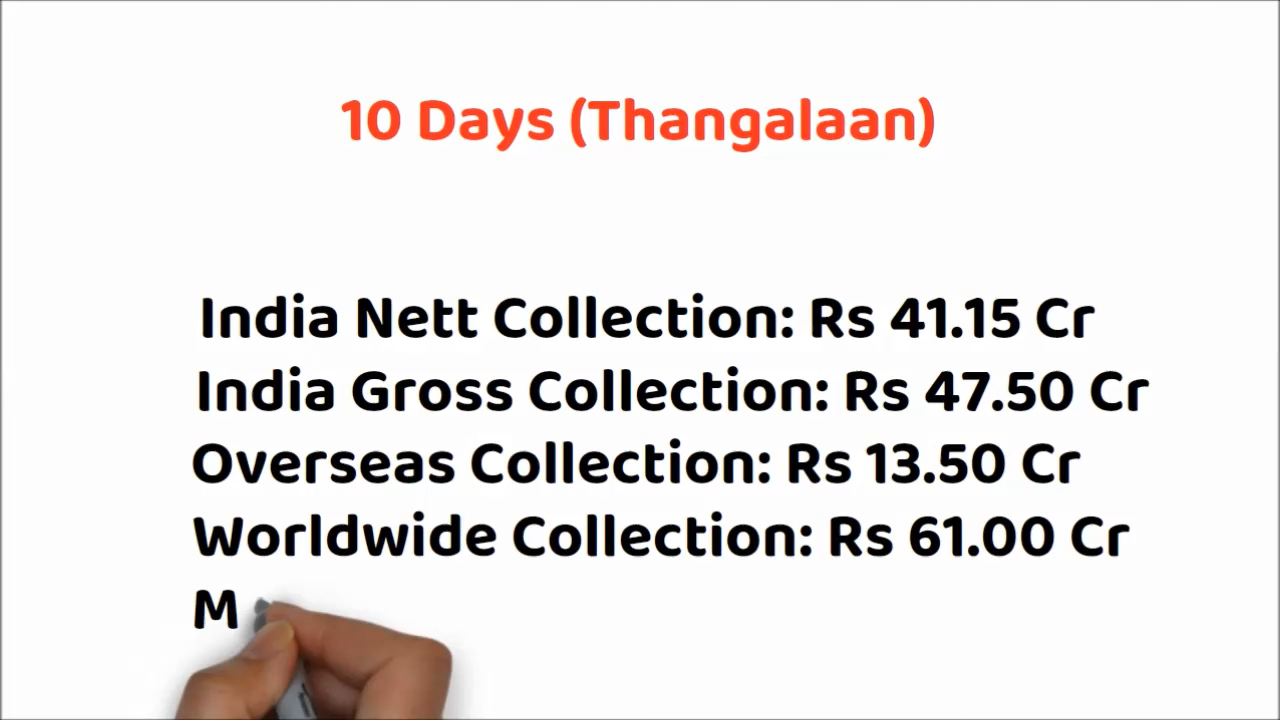 10 Days (Thangalaan)
India Nett Collection: Rs 41.15 Cr
India Gross Collection: Rs 47.50 Cr
Overseas Collection: Rs 13.50 Cr
Worldwide Collection: Rs 61.00 Cr
M